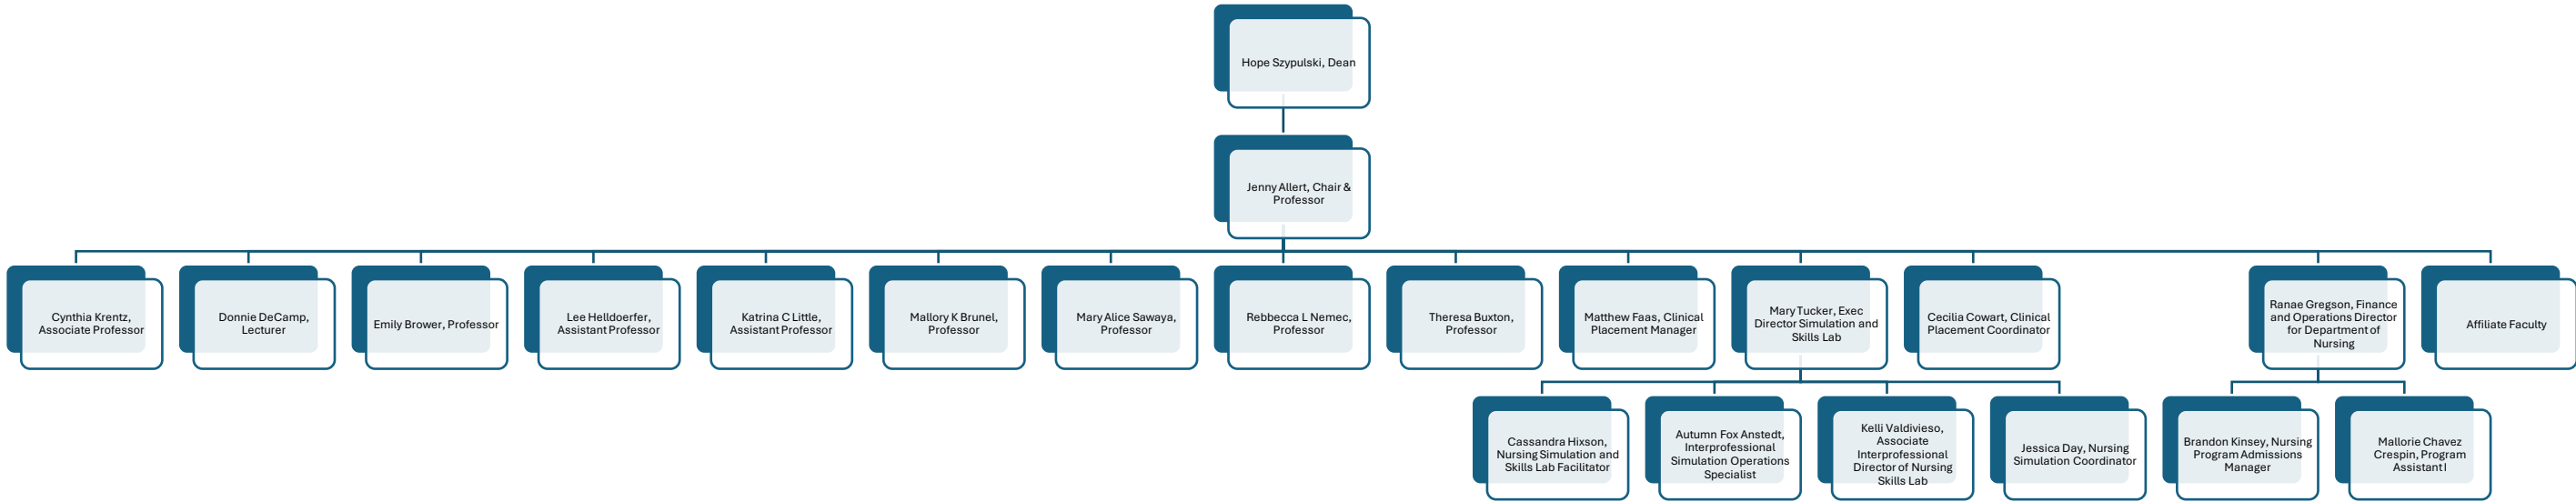 Hope Szypulski, Dean
Jenny Allert, Chair &
Professor
Cynthia Krentz,
Associate Professor
Donnie DeCamp,
Lecturer
Emily Brower, Professor
Lee Helldoerfer,
Assistant Professor
Katrina C Little,
Assistant Professor
Mallory K Brunel,
Professor
Mary Alice Sawaya,
Professor
Rebbecca L Nemec,
Professor
Theresa Buxton,
Professor
Matthew Faas, Clinical
Placement Manager
Mary Tucker, Exec
Director Simulation and
Skills Lab
Cecilia Cowart, Clinical
Placement Coordinator
Ranae Gregson, Finance
and Operations Director
for Department of
Nursing
Affiliate Faculty
Cassandra Hixson,
Nursing Simulation and
Skills Lab Facilitator
Autumn Fox Anstedt,
Interprofessional
Simulation Operations
Specialist
Kelli Valdivieso,
Associate
Interprofessional
Director of Nursing
Skills Lab
Jessica Day, Nursing
Simulation Coordinator
Brandon Kinsey, Nursing
Program Admissions
Manager
Mallorie Chavez
Crespin, Program
Assistant I